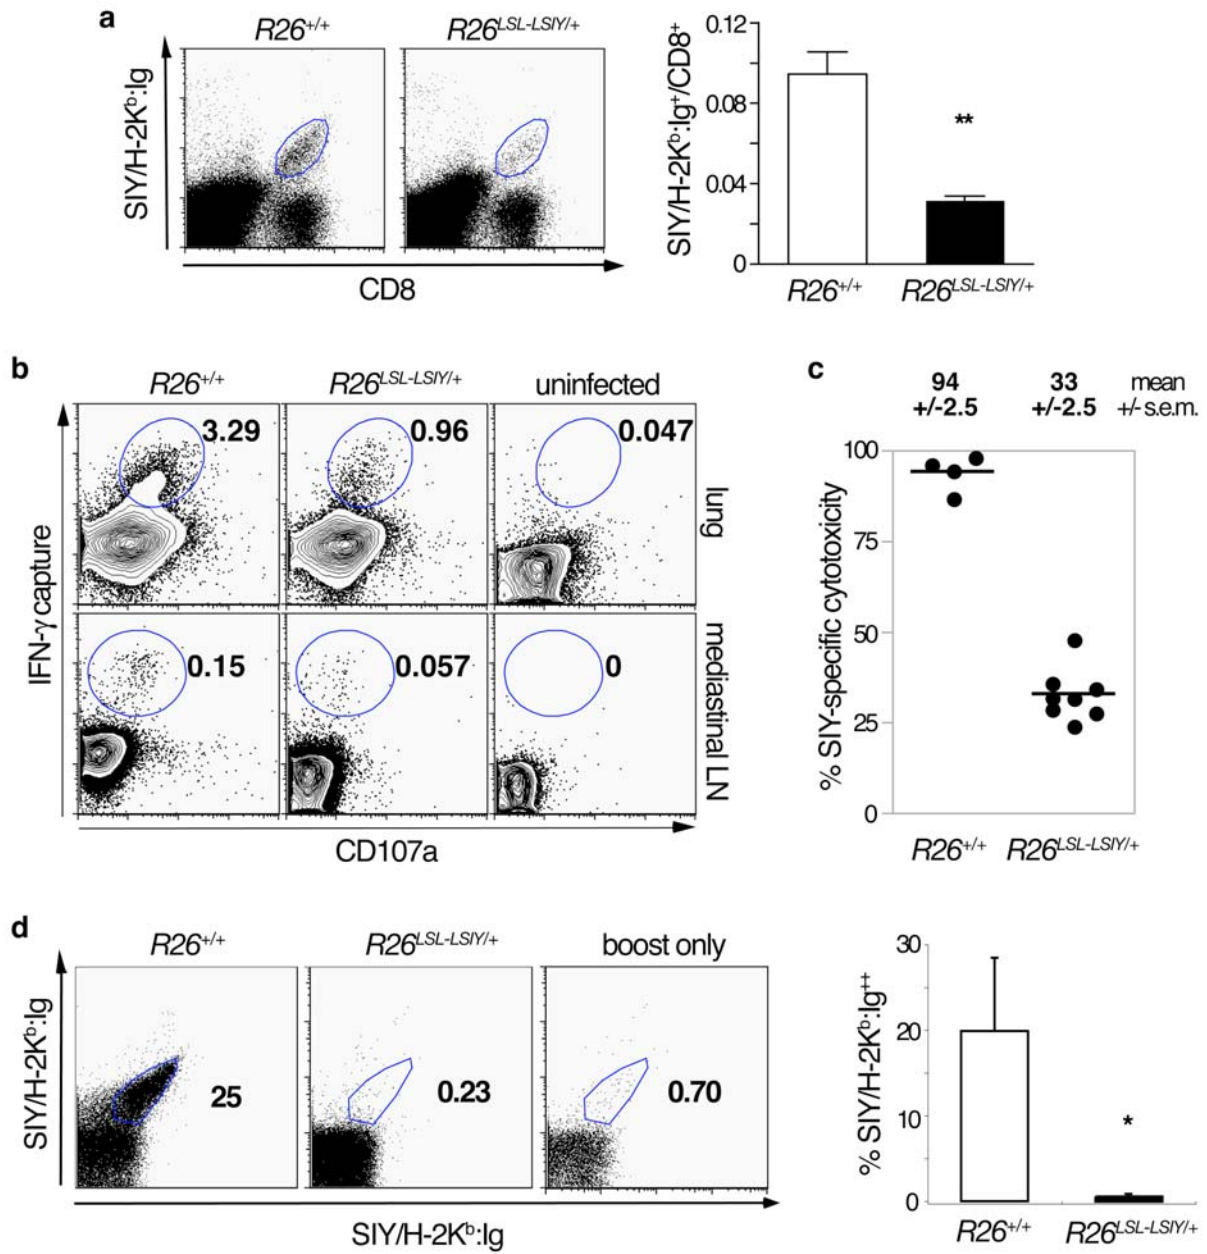 a
R26+/+
R26LSL-LSIY/+
SIY/H-2Kb:Ig
CD8
SIY/H-2Kb:Ig+/CD8+
0.12
0.08
0.04
0
**
R26+/+
R26LSL-LSIY/+
b
R26+/+
R26LSL-LSIY/+
uninfected
3.29
0.96
0.047
lung
0.15
0.057
0
mediastinal LN
IFN-γ capture
CD107a
c
94
+/-2.5
33
+/-2.5
mean
+/- s.e.m.
% SIY-specific cytotoxicity
100
75
50
25
0
R26+/+
R26LSL-LSIY/+
d
R26+/+
R26LSL-LSIY/+
boost only
SIY/H-2Kb:Ig
25
0.23
0.70
SIY/H-2Kb:Ig
% SIY/H-2Kb:Ig++
30
20
10
0
*
R26+/+
R26LSL-LSIY/+